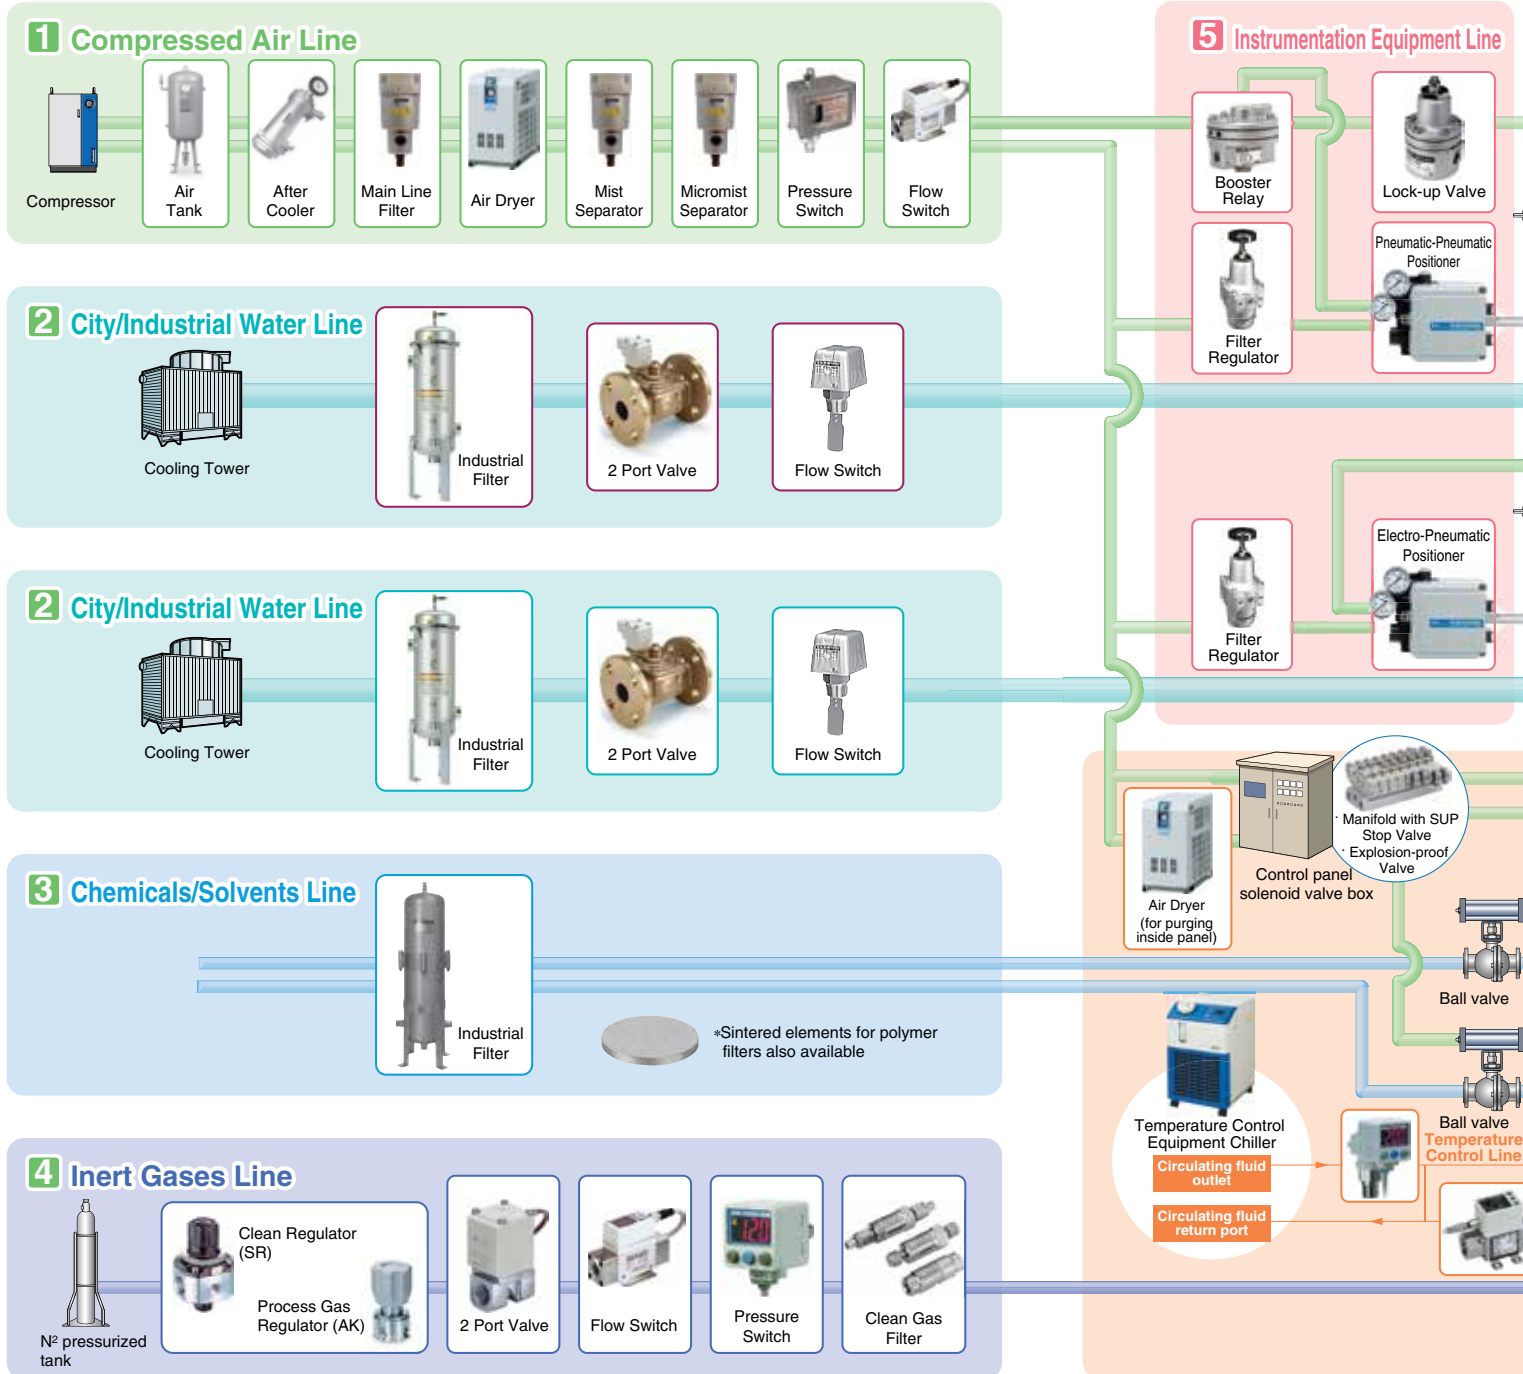 1 Compressed Air Line
Compressor
Air
Tank
After
Cooler
Main Line
Filter
Air Dryer
Mist
Separator
Micromist
Separator
Pressure
Switch
Flow
Switch
2 City/Industrial Water Line
Cooling Tower
Industrial
Filter
2 Port Valve
Flow Switch
2 City/Industrial Water Line
Cooling Tower
Industrial
Filter
2 Port Valve
Flow Switch
3 Chemicals/Solvents Line
Industrial
Filter
*Sintered elements for polymer
filters also available
4 Inert Gases Line
N² pressurized
tank
Clean Regulator
(SR)
Process Gas
Regulator (AK)
2 Port Valve
Flow Switch
Pressure
Switch
Clean Gas
Filter
5 Instrumentation Equipment Line
Booster
Relay
Lock-up Valve
Filter
Regulator
Pneumatic-Pneumatic
Positioner
Filter
Regulator
Electro-Pneumatic
Positioner
Air Dryer
(for purging
inside panel)
Control panel
solenoid valve box
· Manifold with SUP
Stop Valve
· Explosion-proof
Valve
Ball valve
Ball valve
Temperature Control
Equipment Chiller
Circulating fluid
outlet
Circulating fluid
return port
Temperature
Control Line